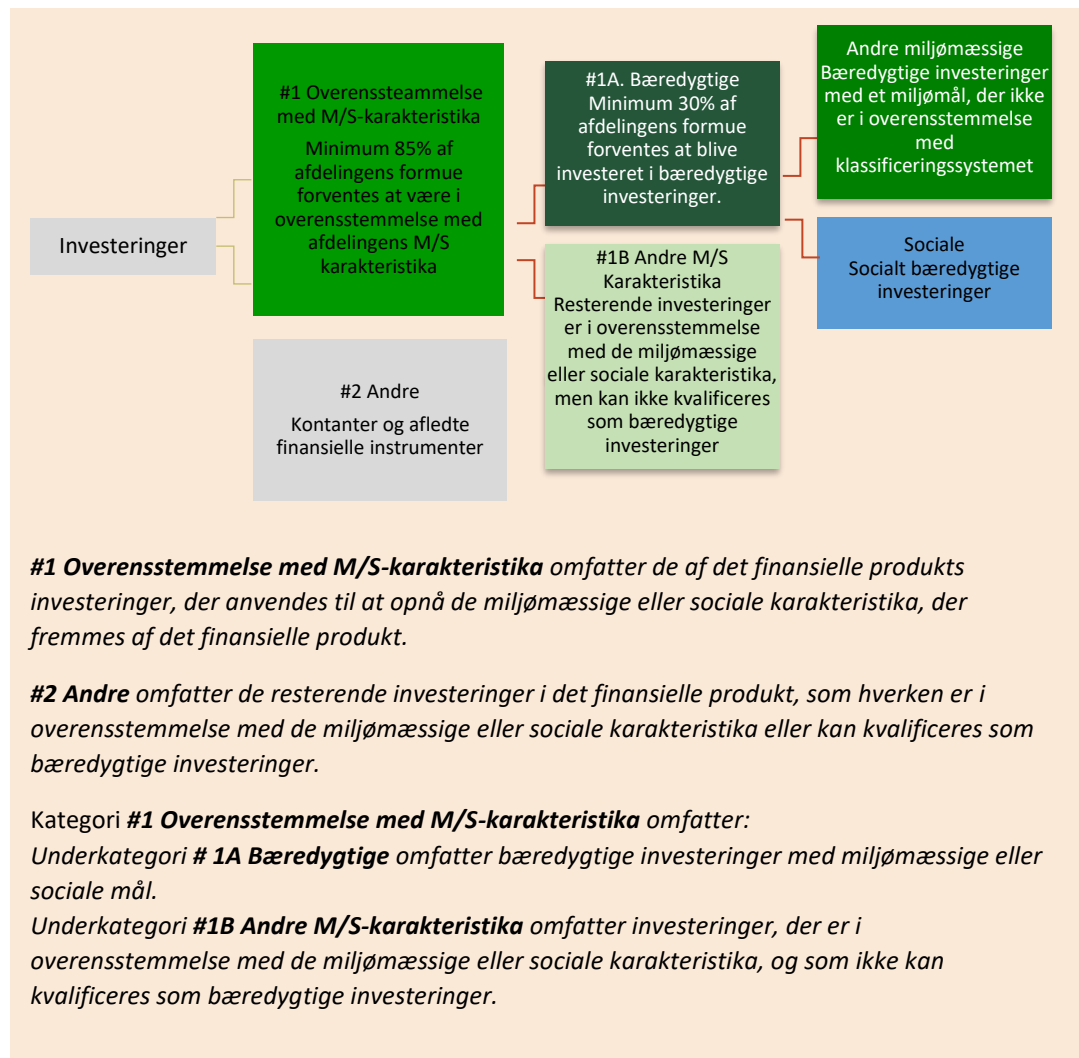 Investeringer
#1 Overenssteammelse
med M/S-karakteristika
Minimum 85% af
afdelingens formue
forventes at være i
overensstemmelse med
afdelingens M/S
karakteristika
#2 Andre
Kontanter og afledte
finansielle instrumenter
#1A. Bæredygtige
Minimum 30% af
afdelingens formue
forventes at blive
investeret i bæredygtige
investeringer.
#1B Andre M/S
Karakteristika
Resterende investeringer
er i overensstemmelse
med de miljømæssige
eller sociale karakteristika,
men kan ikke kvalificeres
som bæredygtige
investeringer
Andre miljømæssige
Bæredygtige investeringer
med et miljømål, der ikke
er i overensstemmelse
med
klassificeringssystemet
Sociale
Socialt bæredygtige
investeringer
#1 Overensstemmelse med M/S-karakteristika omfatter de af det finansielle produkts
investeringer, der anvendes til at opnå de miljømæssige eller sociale karakteristika, der
fremmes af det finansielle produkt.
#2 Andre omfatter de resterende investeringer i det finansielle produkt, som hverken er i
overensstemmelse med de miljømæssige eller sociale karakteristika eller kan kvalificeres som
bæredygtige investeringer.
Kategori #1 Overensstemmelse med M/S-karakteristika omfatter:
Underkategori # 1A Bæredygtige omfatter bæredygtige investeringer med miljømæssige eller
sociale mål.
Underkategori #1B Andre M/S-karakteristika omfatter investeringer, der er i
overensstemmelse med de miljømæssige eller sociale karakteristika, og som ikke kan
kvalificeres som bæredygtige investeringer.